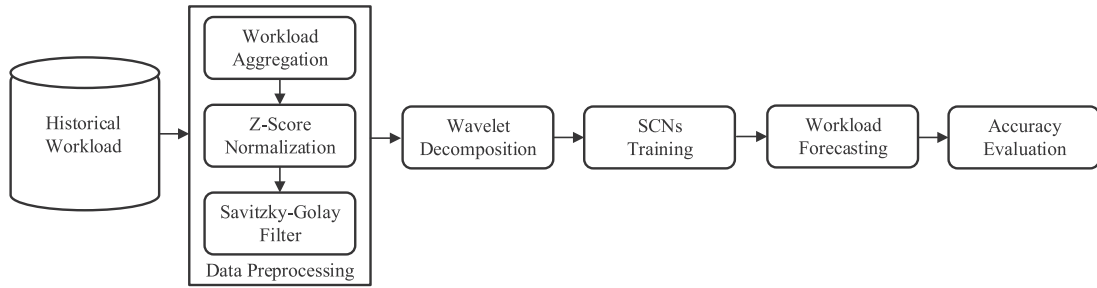 Historical
Workload
Workload
Aggregation
Z-Score
Normalization
Savitzky-Golay
Filter
Data Preprocessing
Wavelet
Decomposition
SCNs
Training
Workload
Forecasting
Accuracy
Evaluation